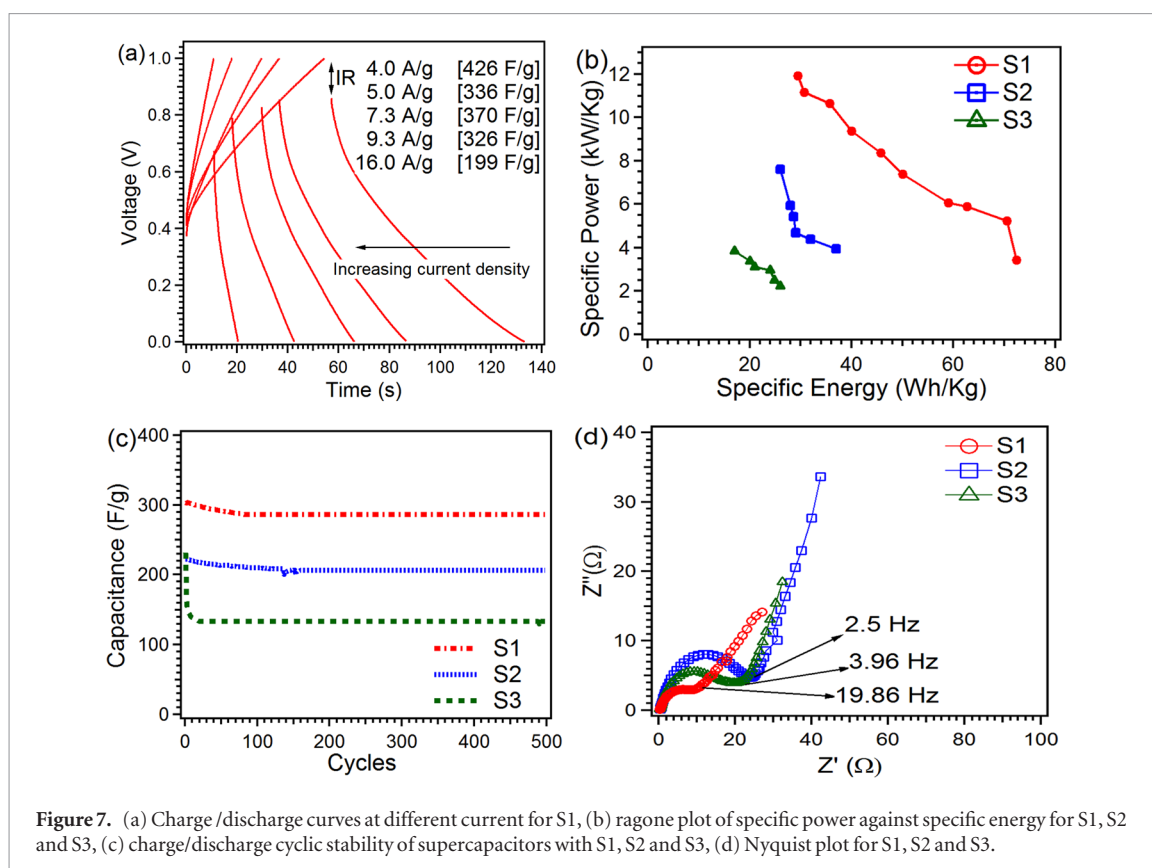 (a)
1.0
0.8
0.6
0.4
0.2
0.0
Voltage (V)
IR
4.0 A/g [426 F/g]
5.0 A/g [336 F/g]
7.3 A/g [370 F/g]
9.3 A/g [326 F/g]
16.0 A/g [199 F/g]
Increasing current density
0 20 40 60 80 100 120 140
Time (s)
(b)
12
10
8
6
4
2
0
Specific Power (kW/Kg)
S1
S2
S3
0 20 40 60 80
Specific Energy (Wh/Kg)
(c)
400
300
200
100
0
Capacitance (F/g)
S1
S2
S3
0 100 200 300 400 500
Cycles
(d)
40
30
20
10
0
Z"(Ω)
S1
S2
S3
2.5 Hz
3.96 Hz
19.86 Hz
0 20 40 60 80 100
Z' (Ω)
Figure 7. (a) Charge /discharge curves at different current for S1, (b) ragone plot of specific power against specific energy for S1, S2
and S3, (c) charge/discharge cyclic stability of supercapacitors with S1, S2 and S3, (d) Nyquist plot for S1, S2 and S3.